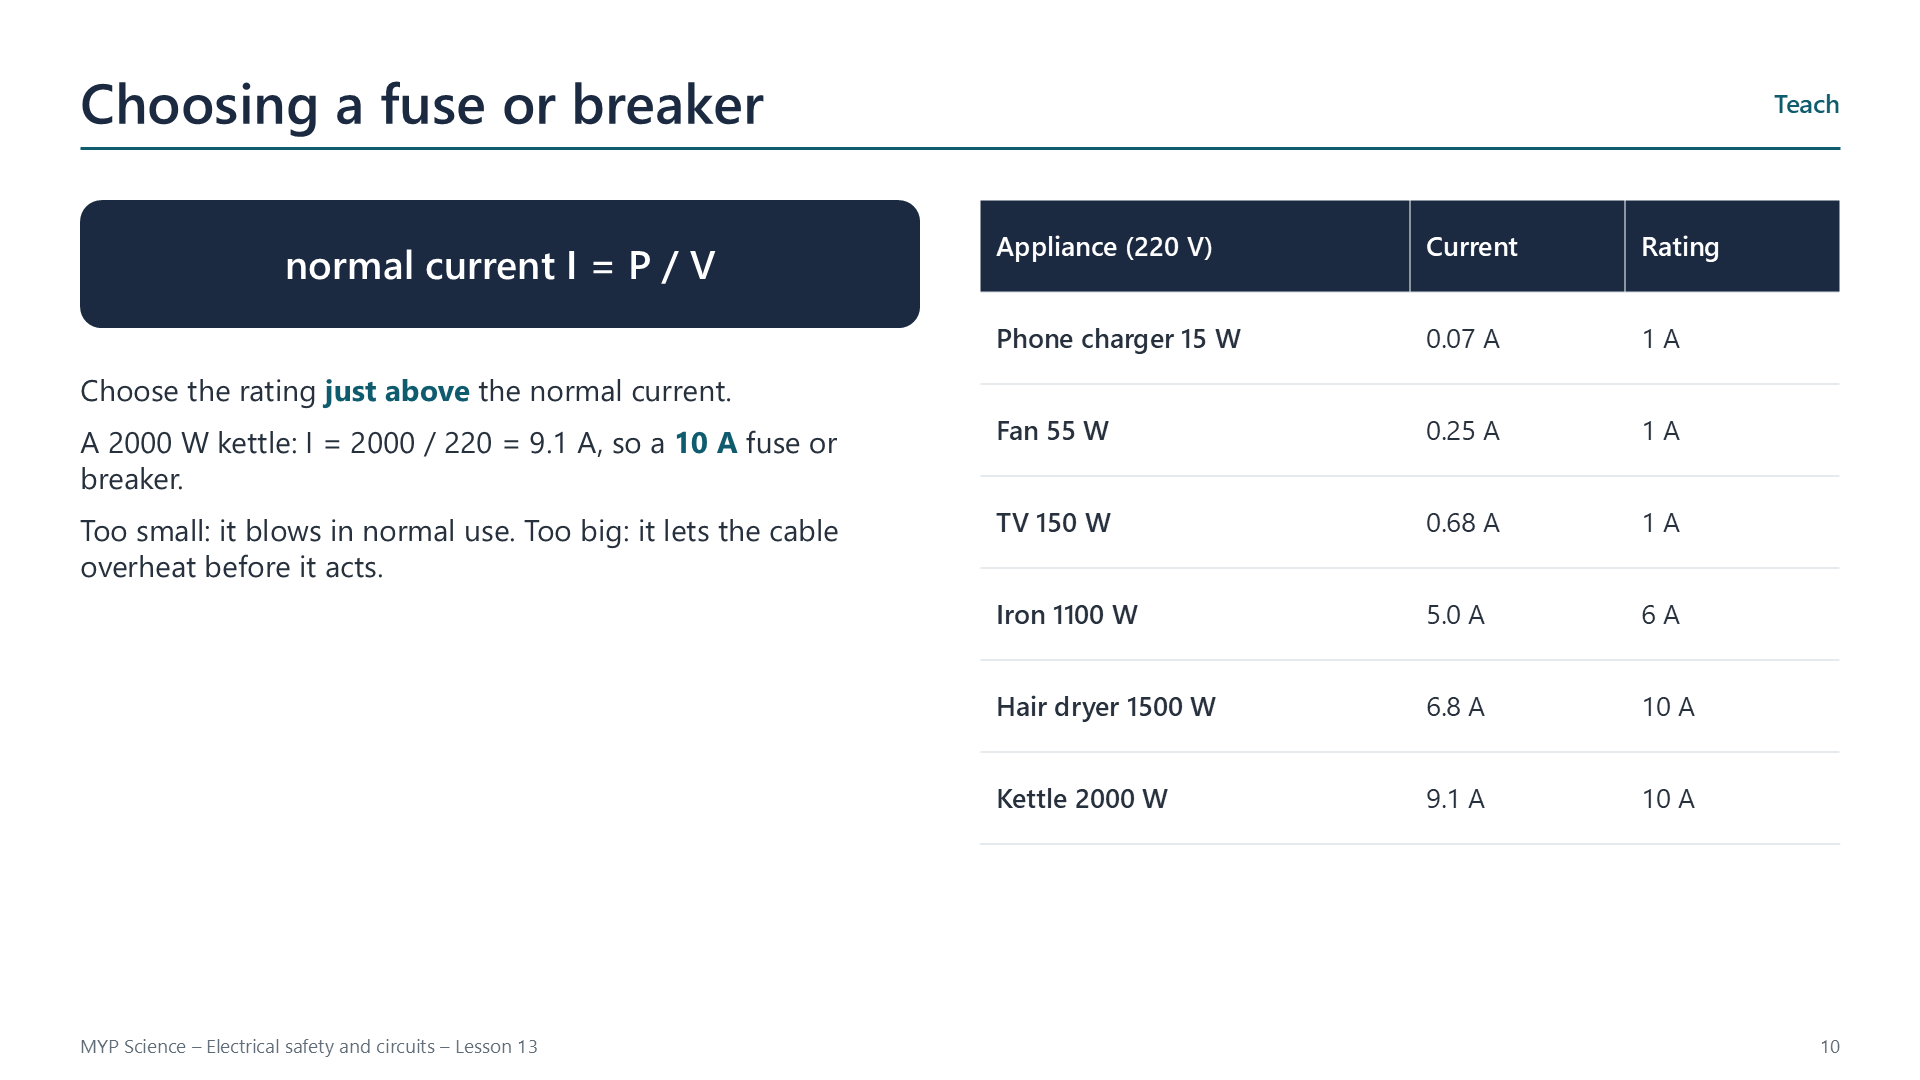 Choosing a fuse or breaker
Teach
normal current I = P / V
Choose the rating just above the normal current.
A 2000 W kettle: I = 2000 / 220 = 9.1 A, so a 10 A fuse or
breaker.
Too small: it blows in normal use. Too big: it lets the cable
overheat before it acts.
Appliance (220 V) Current Rating
Phone charger 15 W 0.07 A 1 A
Fan 55 W 0.25 A 1 A
TV 150 W 0.68 A 1 A
Iron 1100 W 5.0 A 6 A
Hair dryer 1500 W 6.8 A 10 A
Kettle 2000 W 9.1 A 10 A
MYP Science – Electrical safety and circuits – Lesson 13
10